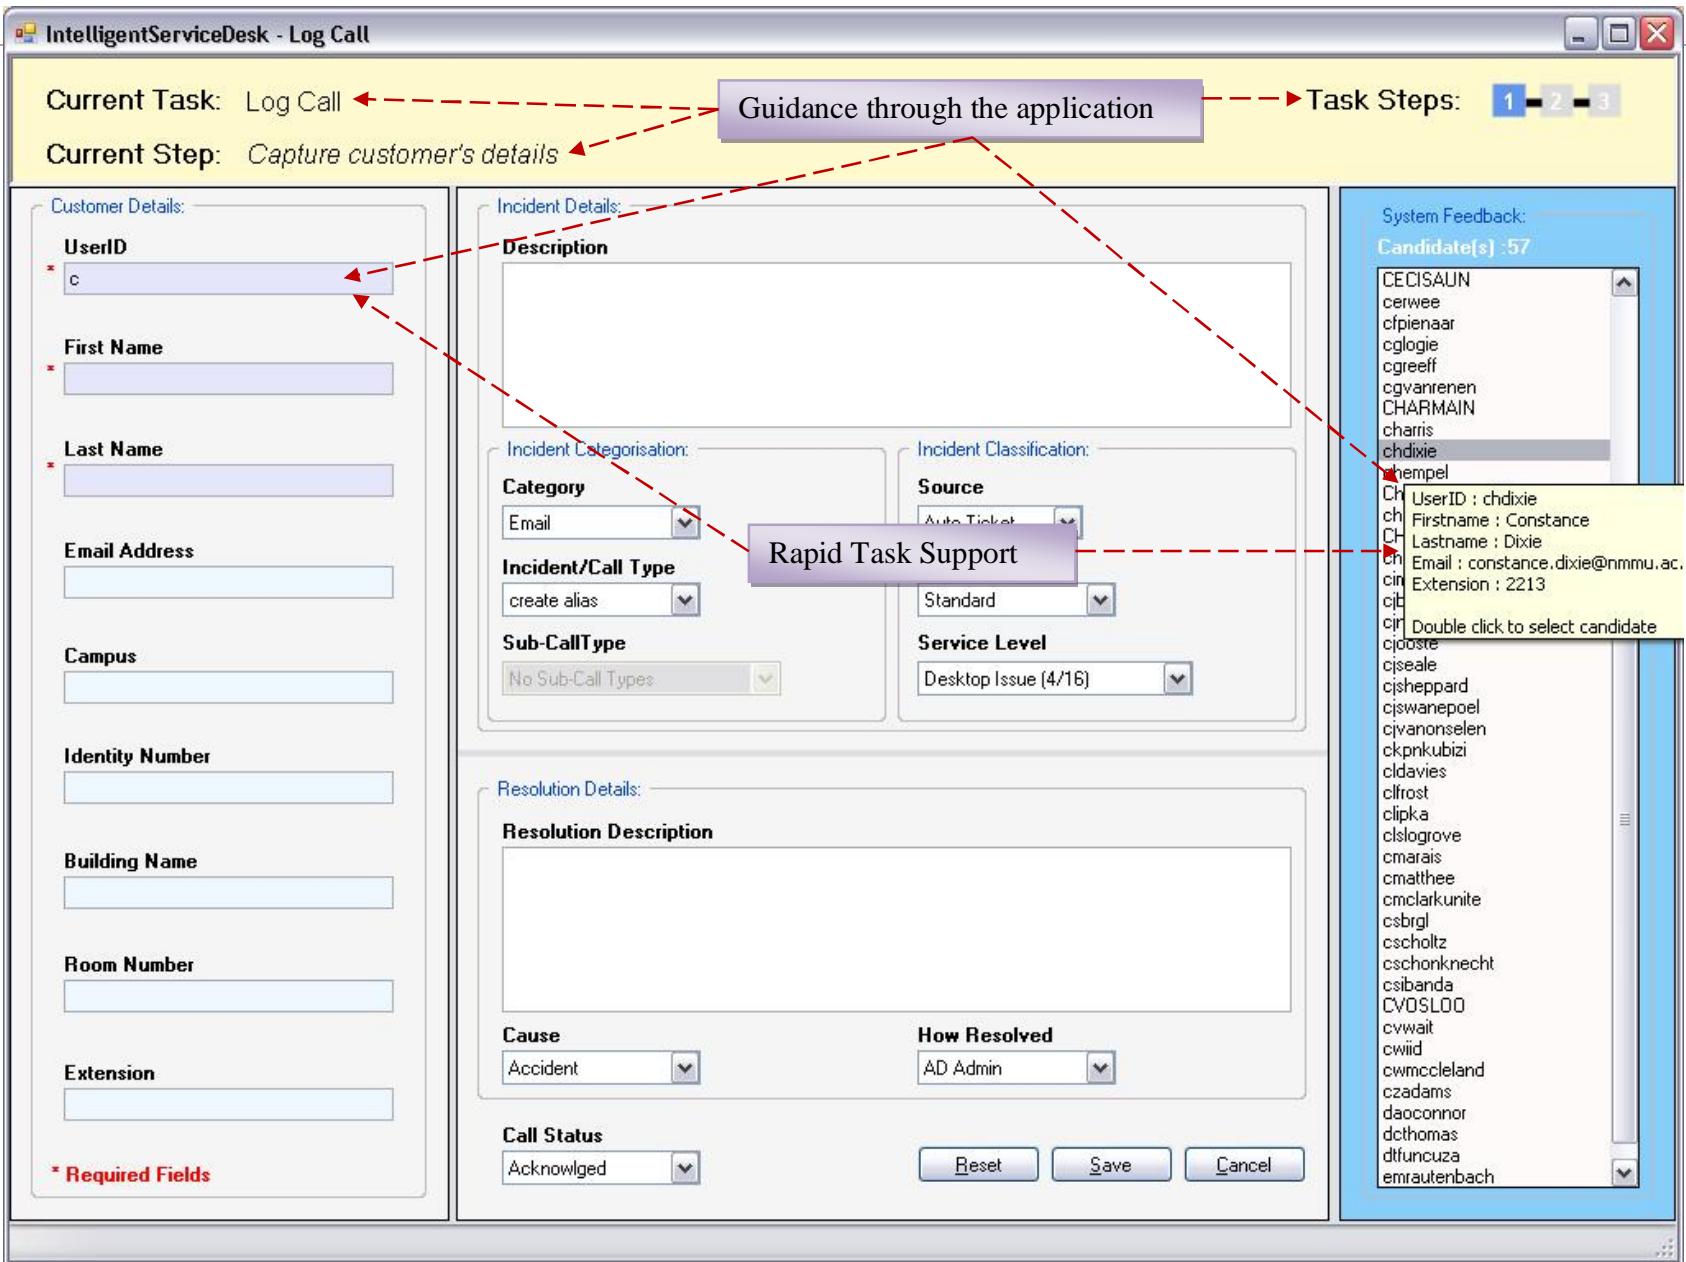 IntelligentServiceDesk - Log Call
Current Task: Log Call
Guidance through the application
Task Steps: 1 2 3
Current Step: Capture customer's details
Customer Details:
UserID
* c
First Name
*
Last Name
*
Email Address
Campus
Identity Number
Building Name
Room Number
Extension
* Required Fields
Incident Details:
Description
Incident Categorisation:
Category
Email
Incident/Call Type
create alias
Sub-CallType
No Sub-Call Types
Incident Classification:
Source
Auto Ticket
Rapid Task Support
Standard
Service Level
Desktop Issue (4/16)
Resolution Details:
Resolution Description
Cause
Accident
How Resolved
AD Admin
Call Status
Acknowlged
Reset
Save
Cancel
System Feedback:
Candidate(s) :57
CECISAUN
cerwee
cfpienaar
cglogie
cgreeff
cgvanrenen
CHARMAIN
charris
chdixie
chempel
UserID : chdixie
Firstname : Constance
Lastname : Dixie
Email : constance.dixie@nmmu.ac.
Extension : 2213
Double click to select candidate
cjooste
cjseale
cjsheppard
cjswanepoel
cjvanonselen
ckpnkubizi
cldavies
clfrost
clipka
clslogrove
cmarais
cmatthee
cmclarkunite
csbrgl
cscholtz
cschonknecht
csibanda
CVOSLOO
cvwait
cwiid
cwmccleland
czadams
daoconnor
dcthomas
dtfuncuza
emrautenbach